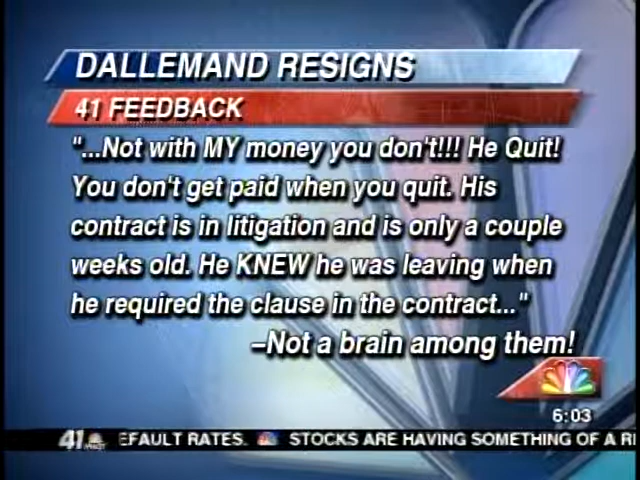 DALLEMAND RESIGNS
41 FEEDBACK
"...Not with MY money you don't!!! He Quit!
You don't get paid when you quit. His
contract is in litigation and is only a couple
weeks old. He KNEW he was leaving when
he required the clause in the contract..."
–Not a brain among them!
6:03
41 EFAULT RATES. STOCKS ARE HAVING SOMETHING OF A R